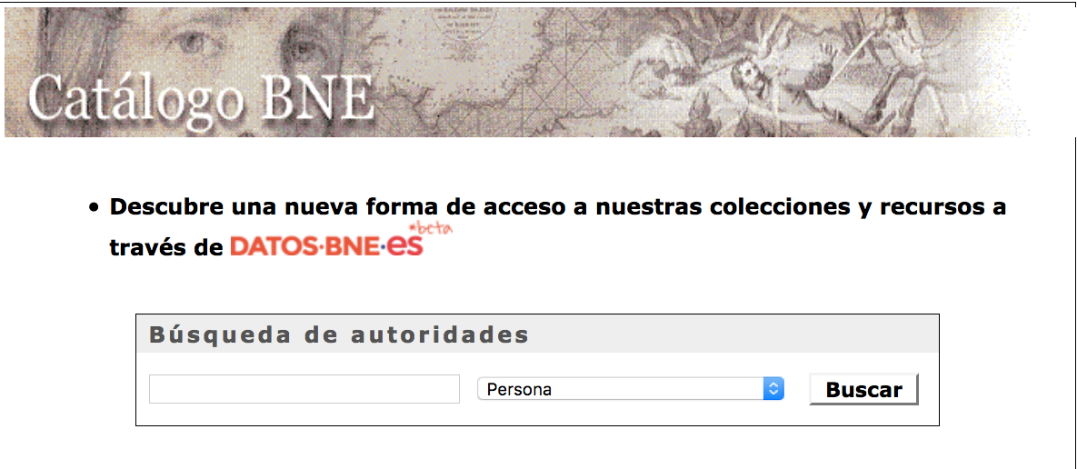 Catálogo BNE
• Descubre una nueva forma de acceso a nuestras colecciones y recursos a
través de DATOS·BNE·es *beta
Búsqueda de autoridades
Persona
Buscar